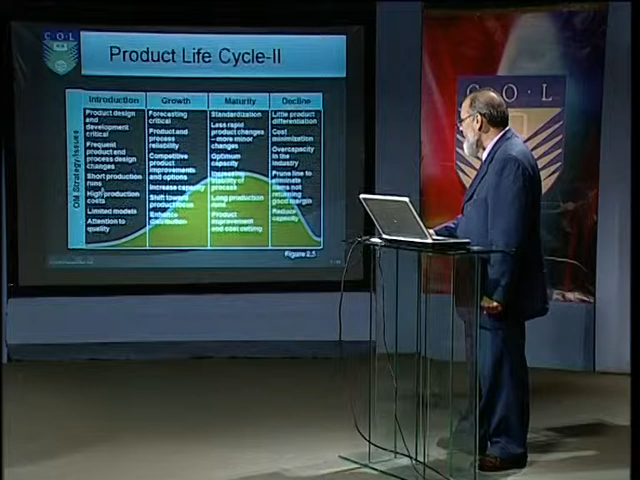 C.O.L
Product Life Cycle-II
Introduction
Growth
Maturity
Decline
OM Strategy/Issues
Product design
and
development
critical
Frequent
product and
process design
changes
Short production
runs
High production
costs
Limited models
Attention to
quality
Forecasting
critical
Product and
process
reliability
Competitive
product
improvements
and options
Increase capacity
Shift toward
product focus
Enhance
distribution
Standardization
Less rapid
product changes
– more minor
changes
Optimum
capacity
Increasing
stability of
process
Long production
runs
Product
improvement
and cost cutting
Little product
differentiation
Cost
minimization
Overcapacity
in the
industry
Prune line to
eliminate
items not
returning
good margin
Reduce
capacity
Figure 2.5
C.O.L